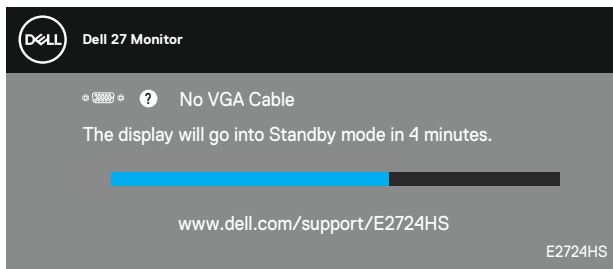 DELL
Dell 27 Monitor
? No VGA Cable
The display will go into Standby mode in 4 minutes.
www.dell.com/support/E2724HS
E2724HS